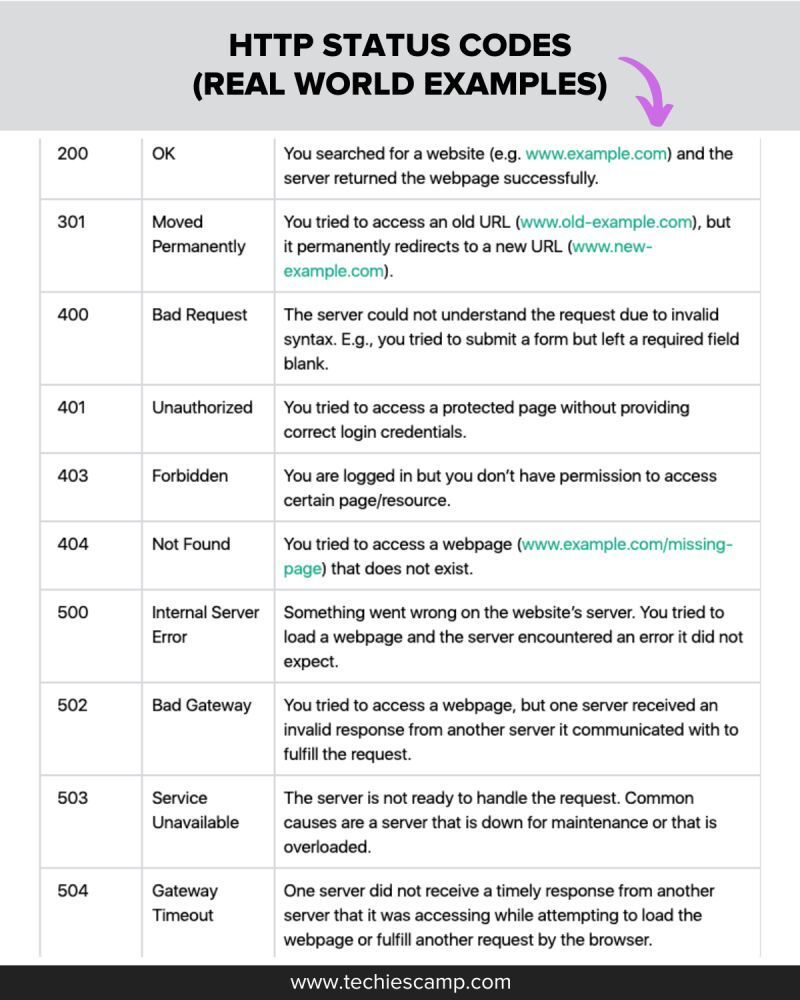 HTTP STATUS CODES
(REAL WORLD EXAMPLES)
200 OK You searched for a website (e.g. www.example.com) and the
server returned the webpage successfully.
301 Moved You tried to access an old URL (www.old-example.com), but
Permanently it permanently redirects to a new URL (www.new-
example.com).
400 Bad Request The server could not understand the request due to invalid
syntax. E.g., you tried to submit a form but left a required field
blank.
401 Unauthorized You tried to access a protected page without providing
correct login credentials.
403 Forbidden You are logged in but you don’t have permission to access
certain page/resource.
404 Not Found You tried to access a webpage (www.example.com/missing-
page) that does not exist.
500 Internal Server Something went wrong on the website’s server. You tried to
Error load a webpage and the server encountered an error it did not
expect.
502 Bad Gateway You tried to access a webpage, but one server received an
invalid response from another server it communicated with to
fulfill the request.
503 Service The server is not ready to handle the request. Common
Unavailable causes are a server that is down for maintenance or that is
overloaded.
504 Gateway One server did not receive a timely response from another
Timeout server that it was accessing while attempting to load the
webpage or fulfill another request by the browser.
www.techiescamp.com